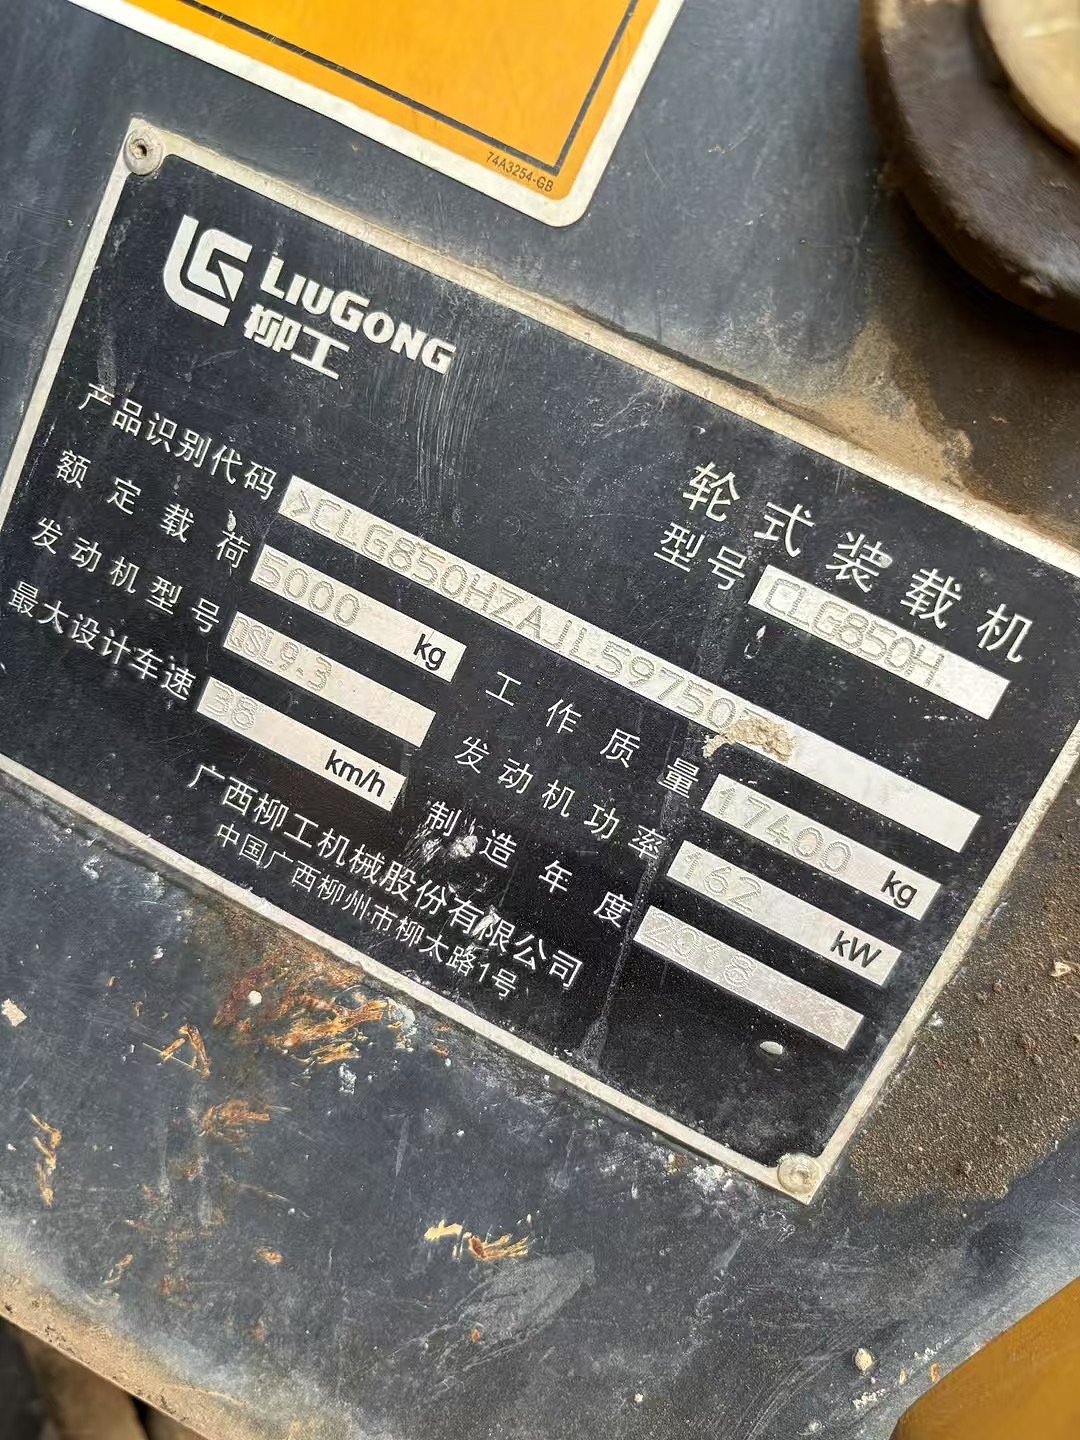 74A3254-GB
LIUGONG
柳工
轮式装载机
型号 CLG850H
产品识别代码 >CLG850HZAJL59750
额定载荷 5000 kg
工作质量 17400 kg
发动机型号 QSL9.3
发动机功率 162 kW
最大设计车速 38 km/h
制造年度 2018
广西柳工机械股份有限公司
中国广西柳州市柳太路1号